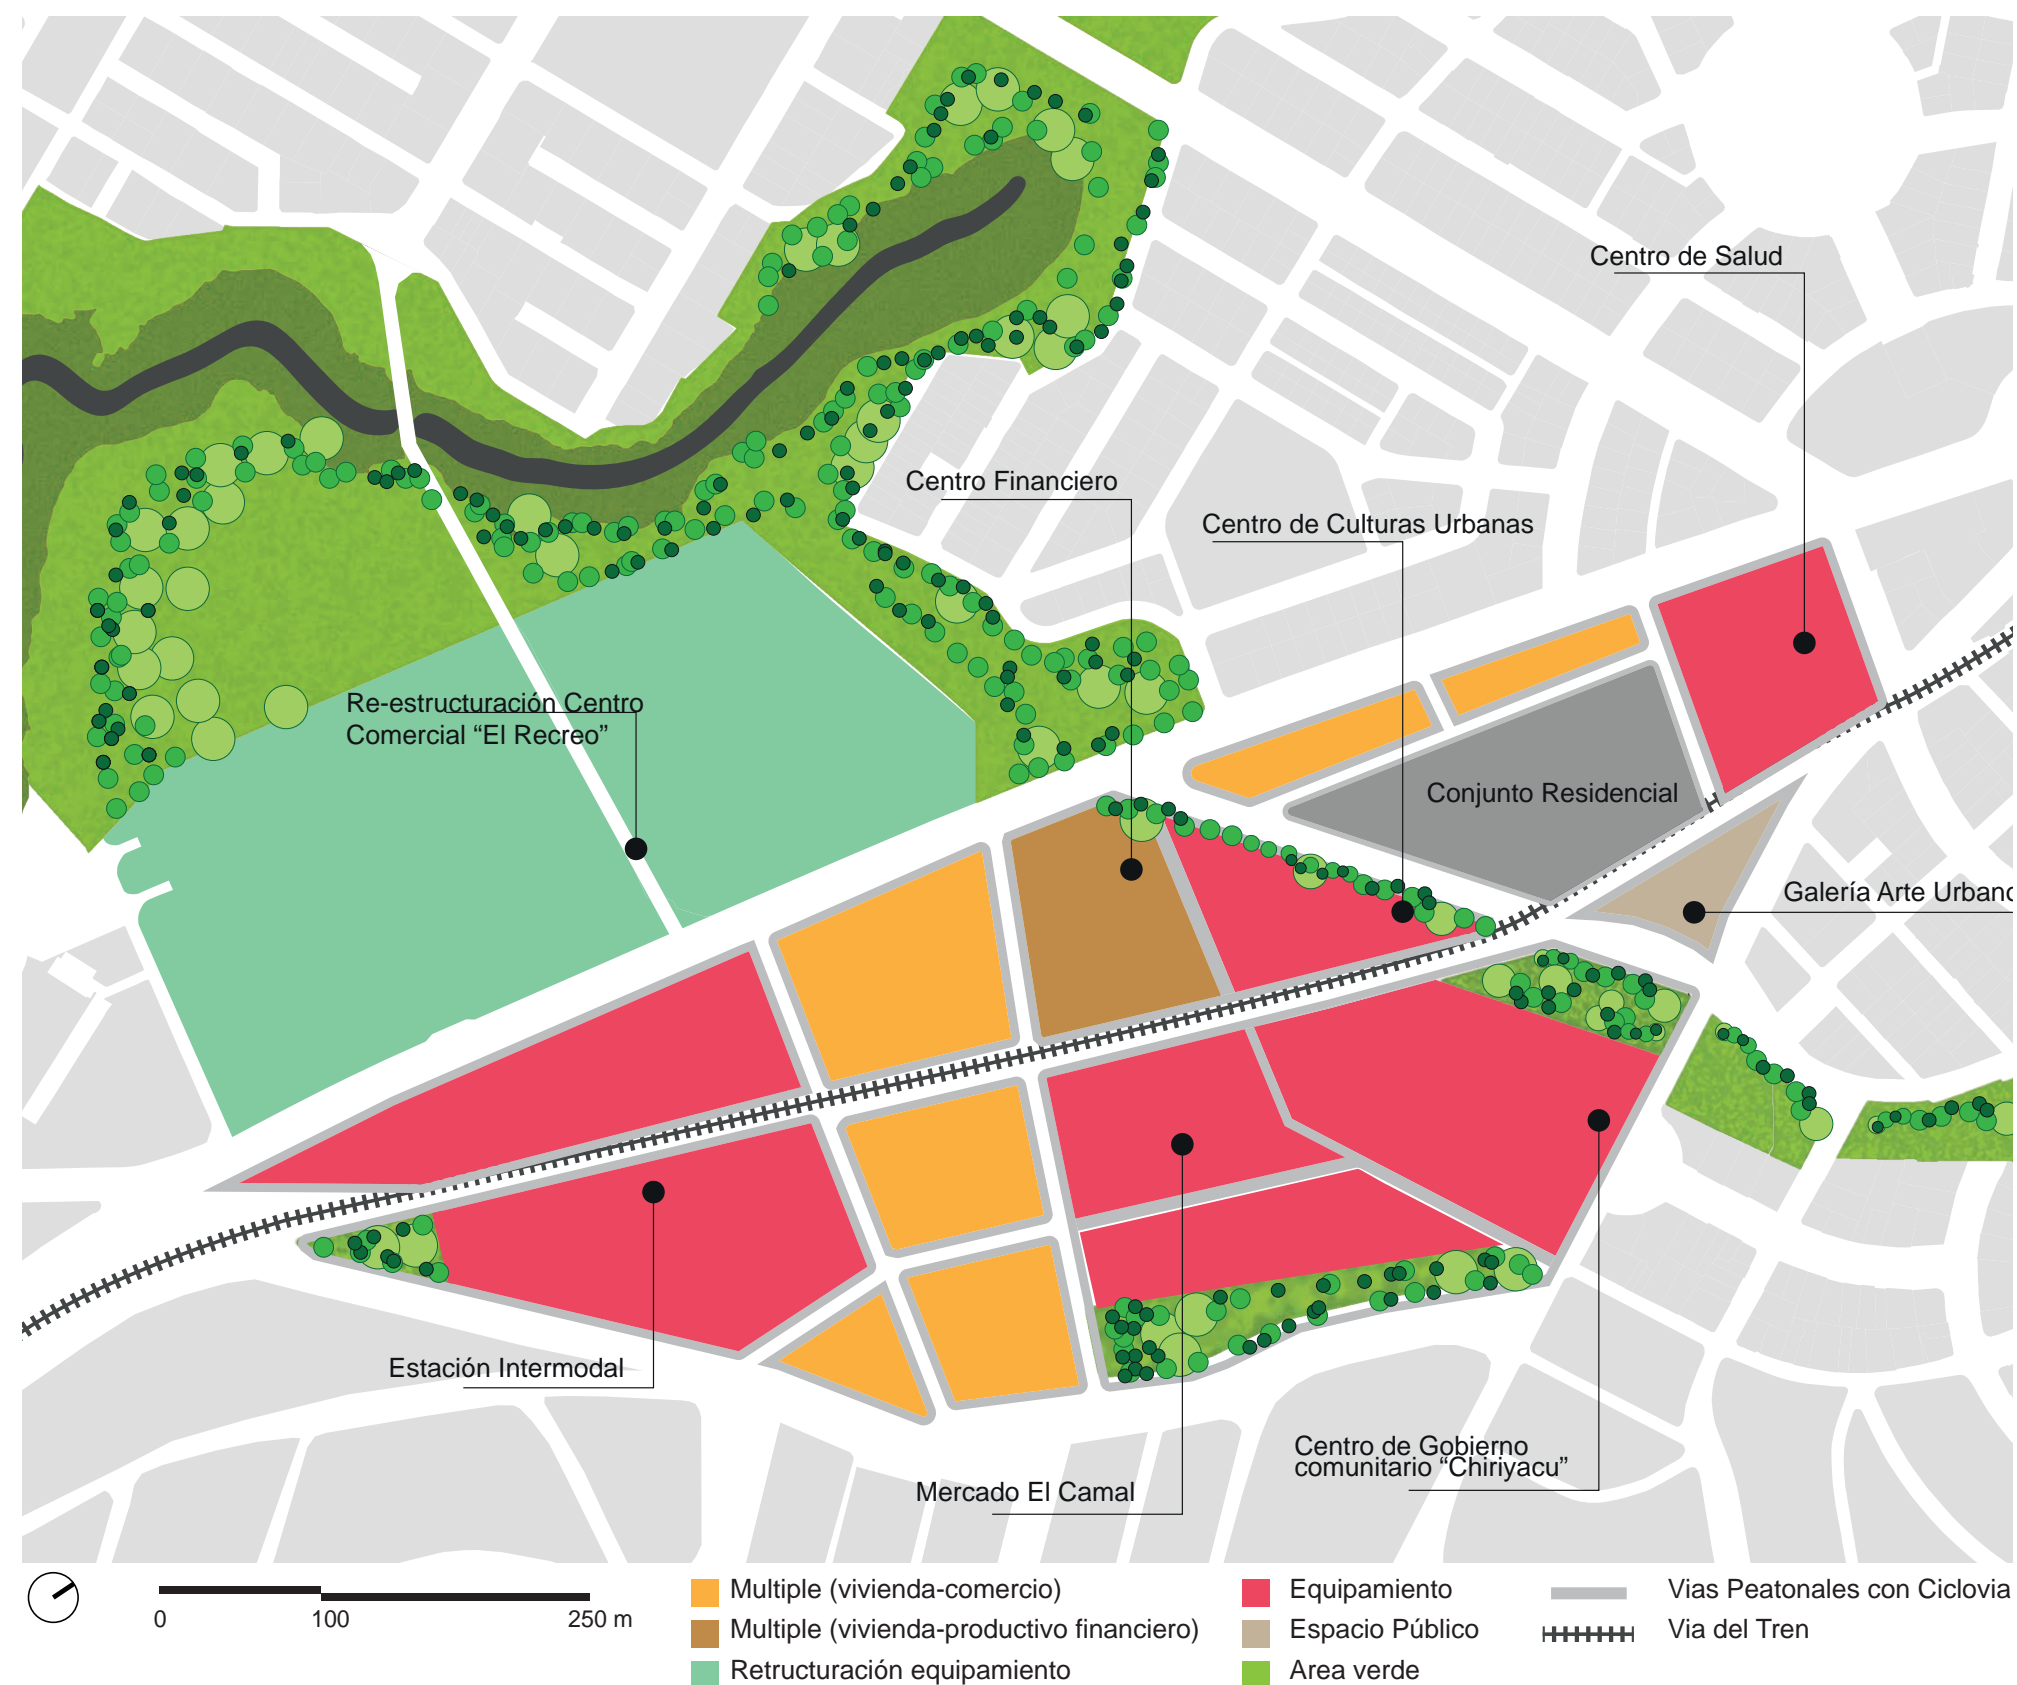 Centro de Salud
Centro Financiero
Centro de Culturas Urbanas
Re-estructuración Centro
Comercial “El Recreo”
Conjunto Residencial
Galería Arte Urbano
Estación Intermodal
Mercado El Camal
Centro de Gobierno
comunitario “Chiriyacu”
0 100 250 m
Multiple (vivienda-comercio)
Multiple (vivienda-productivo financiero)
Retructuración equipamiento
Equipamiento
Espacio Público
Area verde
Vias Peatonales con Ciclovia
Via del Tren